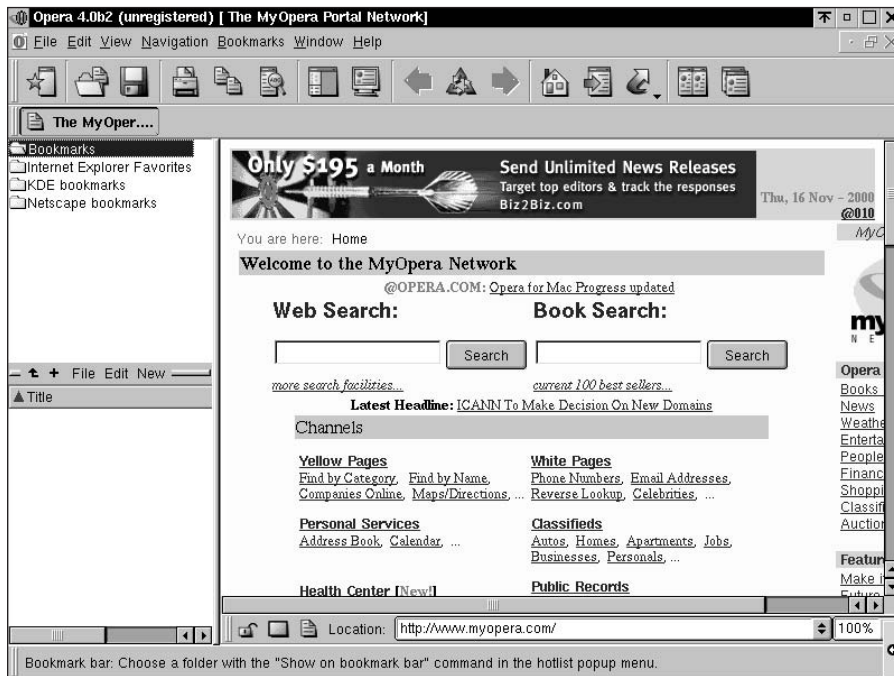 Opera 4.0b2 (unregistered) [ The MyOpera Portal Network]
File Edit View Navigation Bookmarks Window Help
The MyOper....
Bookmarks
Internet Explorer Favorites
KDE bookmarks
Netscape bookmarks
File Edit New
Title
Only $195 a Month
Send Unlimited News Releases
Target top editors & track the responses
Biz2Biz.com
Thu, 16 Nov - 2000
@010
MyO
You are here: Home
Welcome to the MyOpera Network
@OPERA.COM: Opera for Mac Progress updated
Web Search: Book Search:
Search Search
more search facilities... current 100 best sellers...
Latest Headline: ICANN To Make Decision On New Domains
Channels
Yellow Pages
Find by Category, Find by Name,
Companies Online, Maps/Directions, ...
White Pages
Phone Numbers, Email Addresses,
Reverse Lookup, Celebrities, ...
Personal Services
Address Book, Calendar, ...
Classifieds
Autos, Homes, Apartments, Jobs,
Businesses, Personals, ...
Health Center [New!]
Public Records
my
N E
Opera
Books
News
Weathe
Enterta
People
Financ
Shoppi
Classifi
Auction
Feature
Make i
Future
Location: http://www.myopera.com/ 100%
Bookmark bar: Choose a folder with the "Show on bookmark bar" command in the hotlist popup menu.